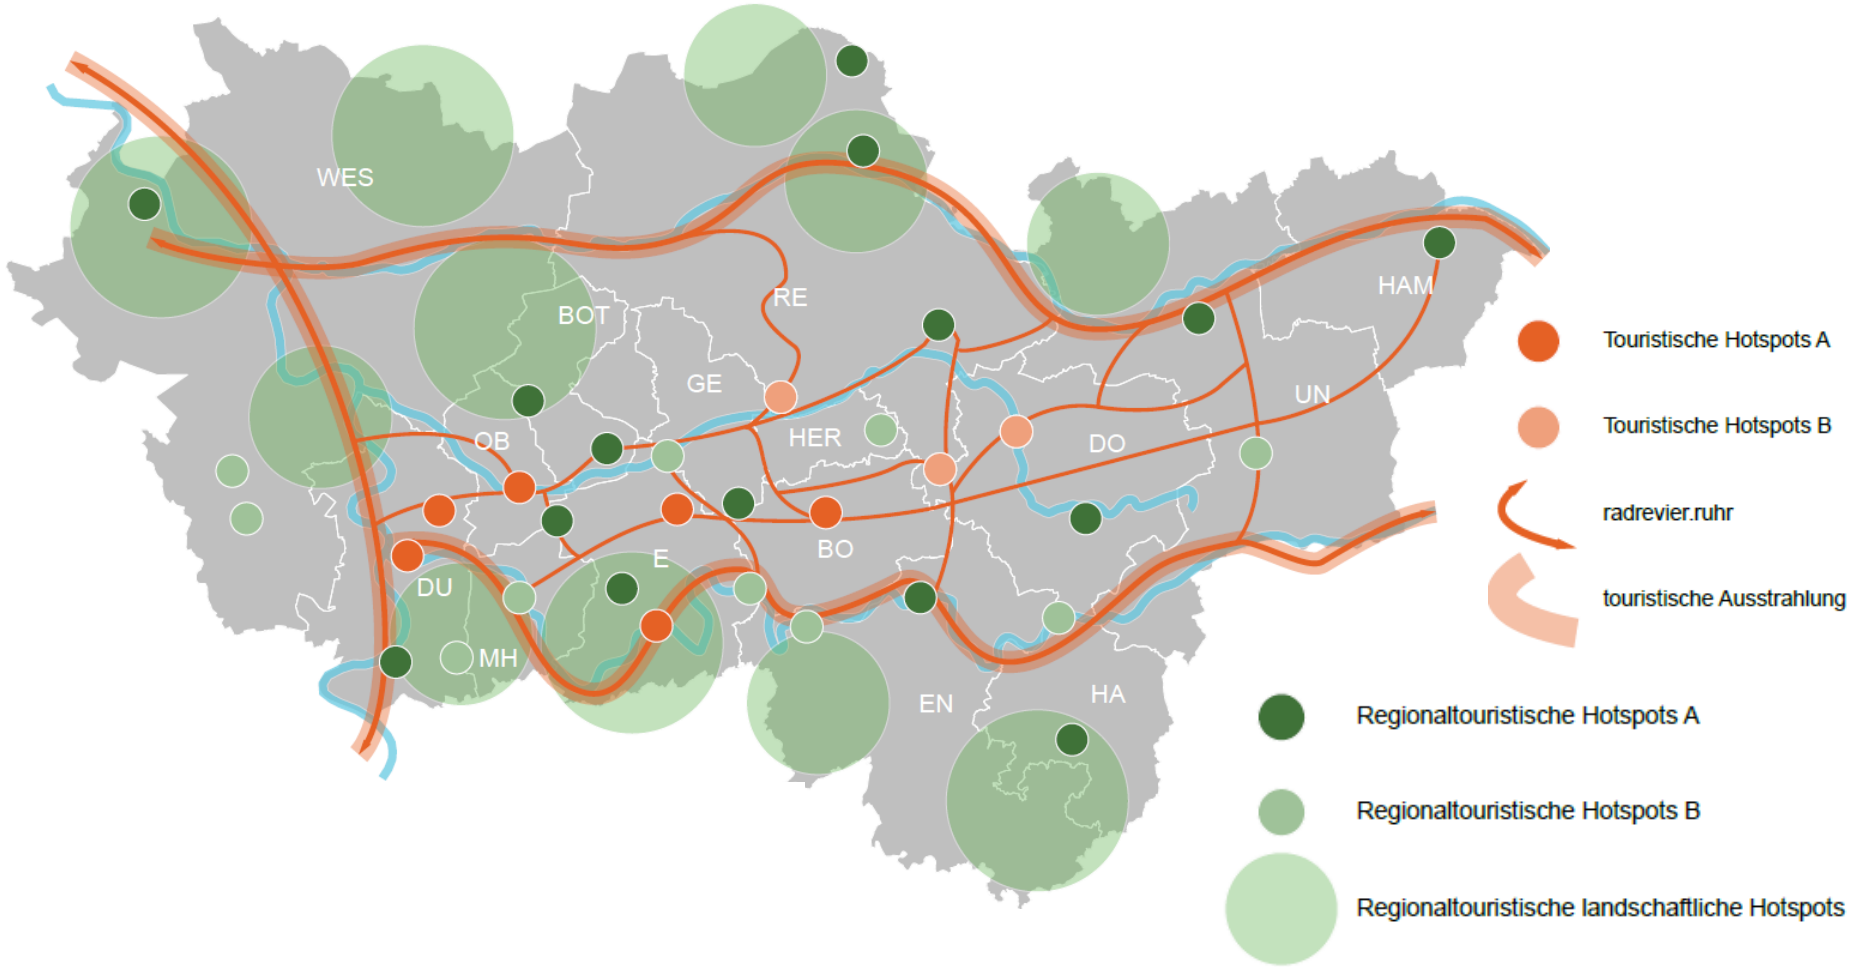 WES
RE
BOT
HAM
GE
UN
OB
HER
DO
BO
E
DU
MH
EN
HA
Touristische Hotspots A
Touristische Hotspots B
radrevier.ruhr
touristische Ausstrahlung
Regionaltouristische Hotspots A
Regionaltouristische Hotspots B
Regionaltouristische landschaftliche Hotspots